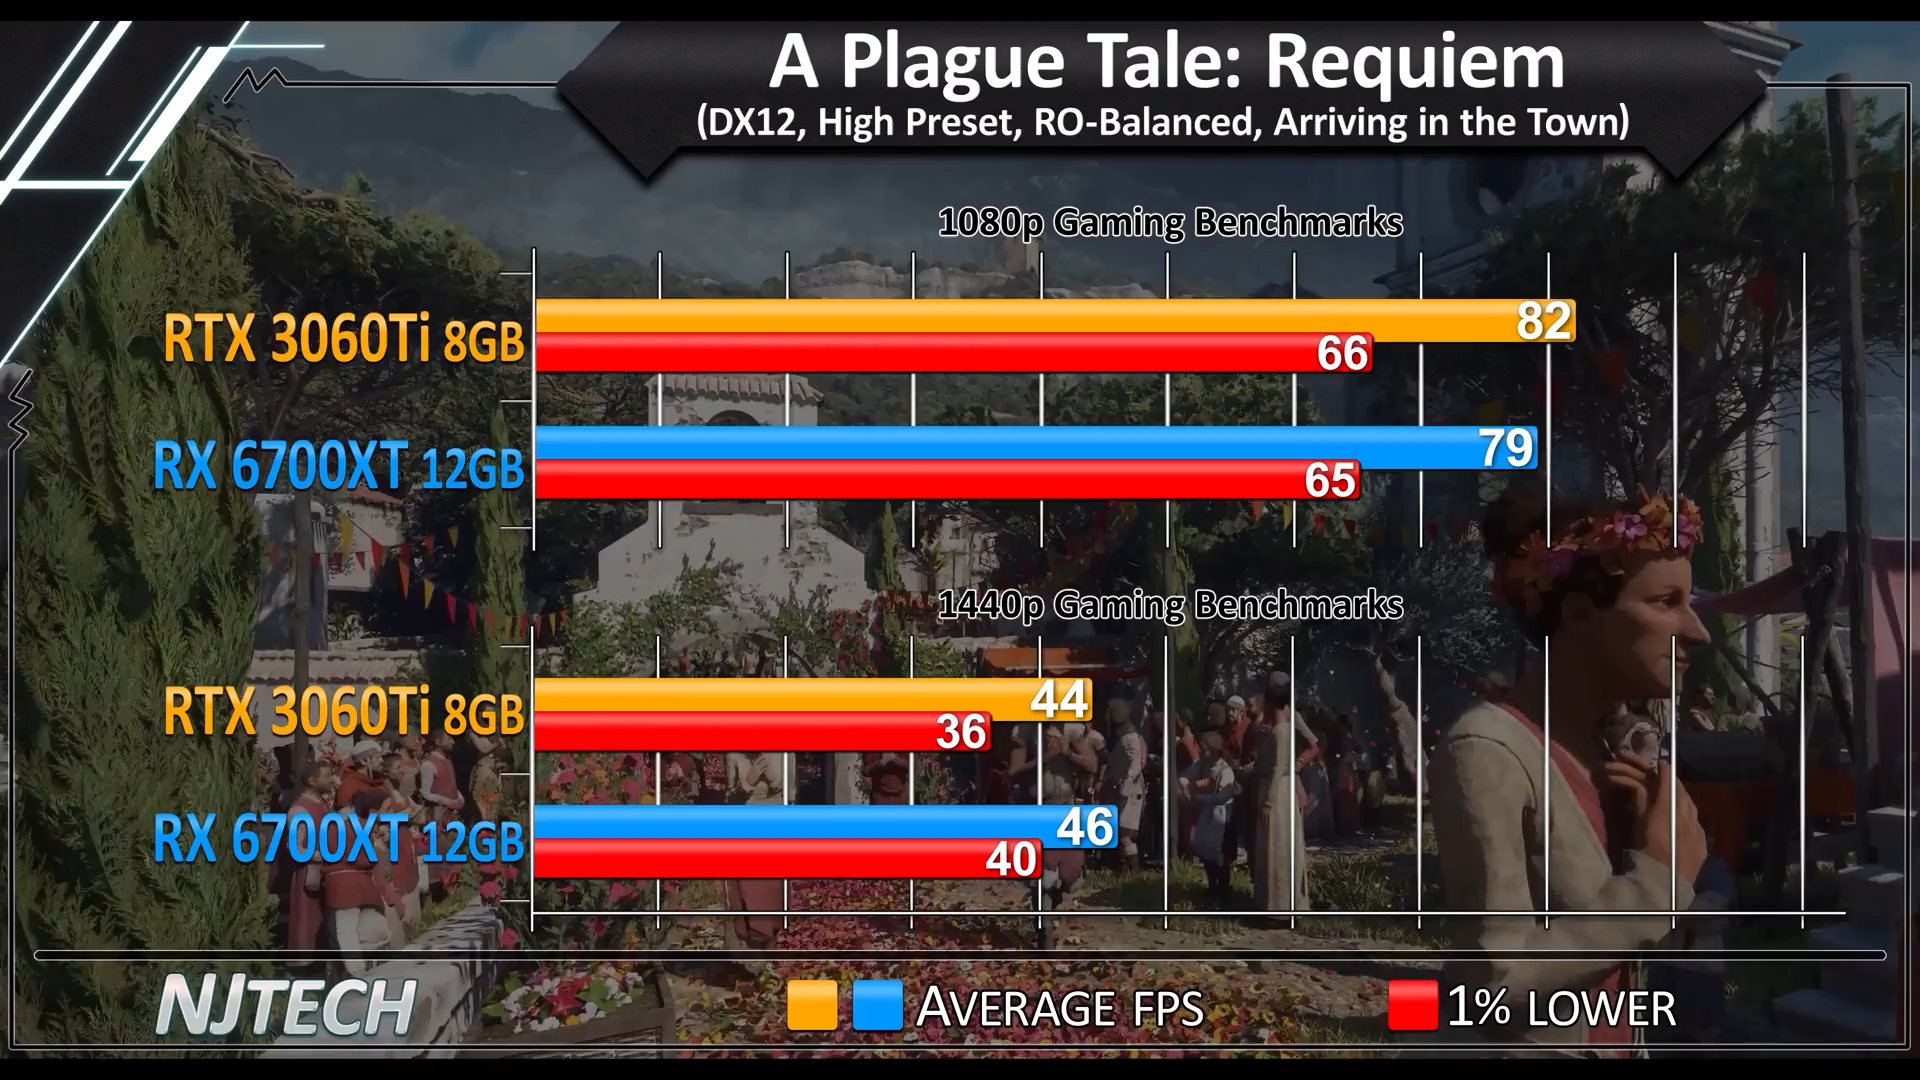 A Plague Tale: Requiem
(DX12, High Preset, RO-Balanced, Arriving in the Town)
1080p Gaming Benchmarks
RTX 3060Ti 8GB
82
66
RX 6700XT 12GB
79
65
1440p Gaming Benchmarks
RTX 3060Ti 8GB
44
36
RX 6700XT 12GB
46
40
NJTECH
AVERAGE FPS
1% LOWER